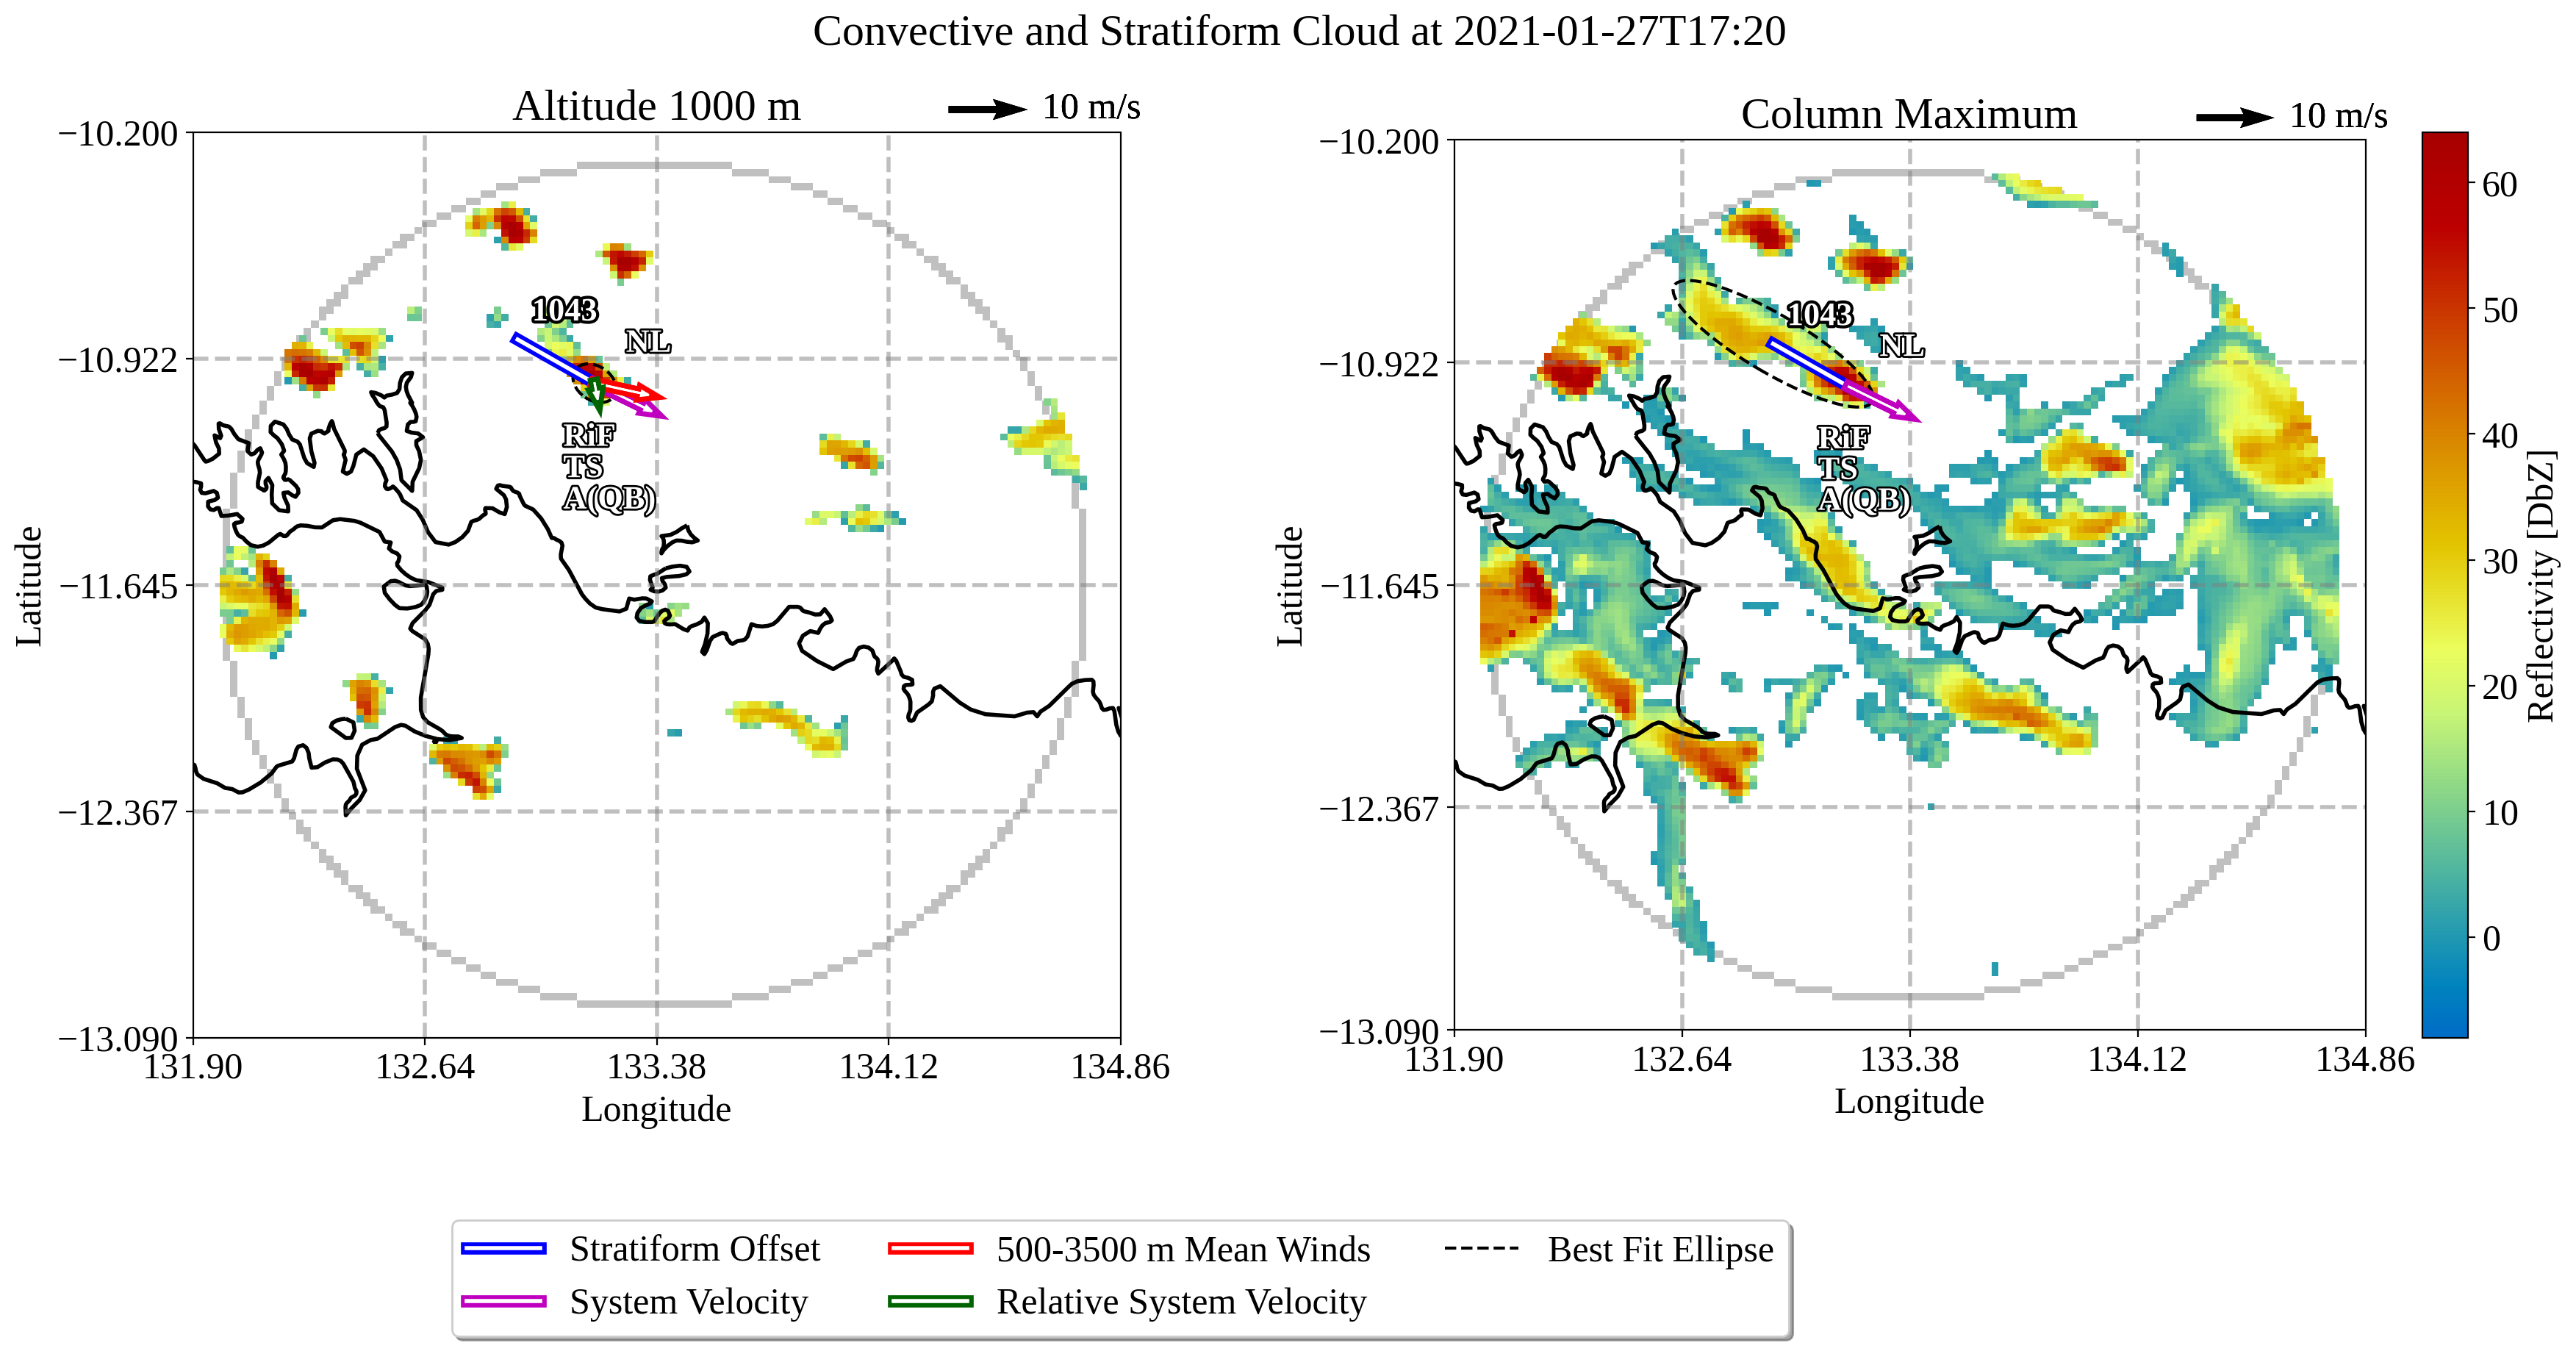 Convective and Stratiform Cloud at 2021-01-27T17:20
Altitude 1000 m
10 m/s
−10.200
−10.922
−11.645
−12.367
−13.090
131.90
132.64
133.38
134.12
134.86
Latitude
Longitude
1043
NL
RiF
TS
A(QB)
Column Maximum
10 m/s
−10.200
−10.922
−11.645
−12.367
−13.090
131.90
132.64
133.38
134.12
134.86
Latitude
Longitude
1043
NL
RiF
TS
A(QB)
60
50
40
30
20
10
0
Reflectivity [DbZ]
Stratiform Offset
System Velocity
500-3500 m Mean Winds
Relative System Velocity
Best Fit Ellipse